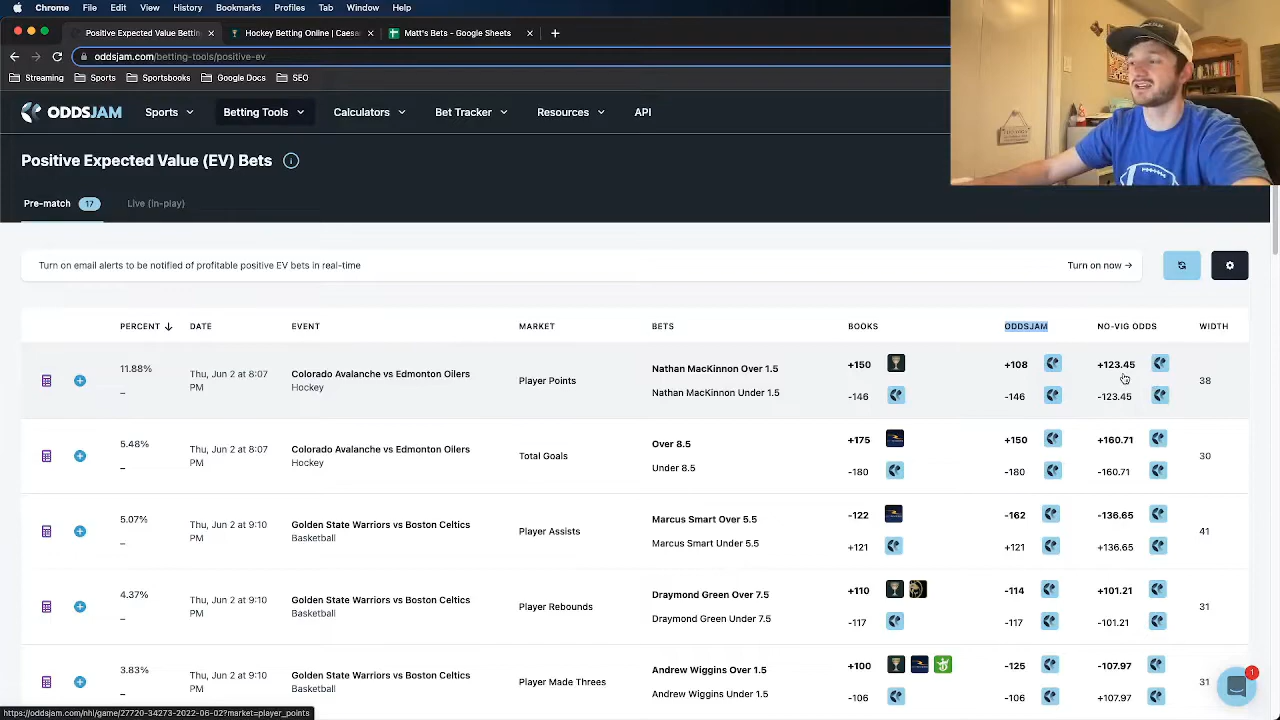 Chrome File Edit View History Bookmarks Profiles Tab Window Help
Positive Expected Value Bettin
Hockey Betting Online | Caesa
Matt's Bets - Google Sheets
oddsjam.com/betting-tools/positive-ev
Streaming Sports Sportsbooks Google Docs SEO
ODDSJAM Sports Betting Tools Calculators Bet Tracker Resources API
Positive Expected Value (EV) Bets
Pre-match 17 Live (In-play)
Turn on email alerts to be notified of profitable positive EV bets in real-time Turn on now →
PERCENT DATE EVENT MARKET BETS BOOKS ODDSJAM NO-VIG ODDS WIDTH
11.88% Thu, Jun 2 at 8:07 PM Colorado Avalanche vs Edmonton Oilers Hockey Player Points
Nathan MacKinnon Over 1.5 +150 +108 +123.45
Nathan MacKinnon Under 1.5 -146 -146 -123.45
38
5.48% Thu, Jun 2 at 8:07 PM Colorado Avalanche vs Edmonton Oilers Hockey Total Goals
Over 8.5 +175 +150 +160.71
Under 8.5 -180 -180 -160.71
30
5.07% Thu, Jun 2 at 9:10 PM Golden State Warriors vs Boston Celtics Basketball Player Assists
Marcus Smart Over 5.5 -122 -162 -136.65
Marcus Smart Under 5.5 +121 +121 +136.65
41
4.37% Thu, Jun 2 at 9:10 PM Golden State Warriors vs Boston Celtics Basketball Player Rebounds
Draymond Green Over 7.5 +110 -114 +101.21
Draymond Green Under 7.5 -117 -117 -101.21
31
3.83% Thu, Jun 2 at 9:10 PM Golden State Warriors vs Boston Celtics Basketball Player Made Threes
Andrew Wiggins Over 1.5 +100 -125 -107.97
Andrew Wiggins Under 1.5 -106 -106 +107.97
31
1
https://oddsjam.com/nhl/game/27720-34273-2022-06-02?market=player_points